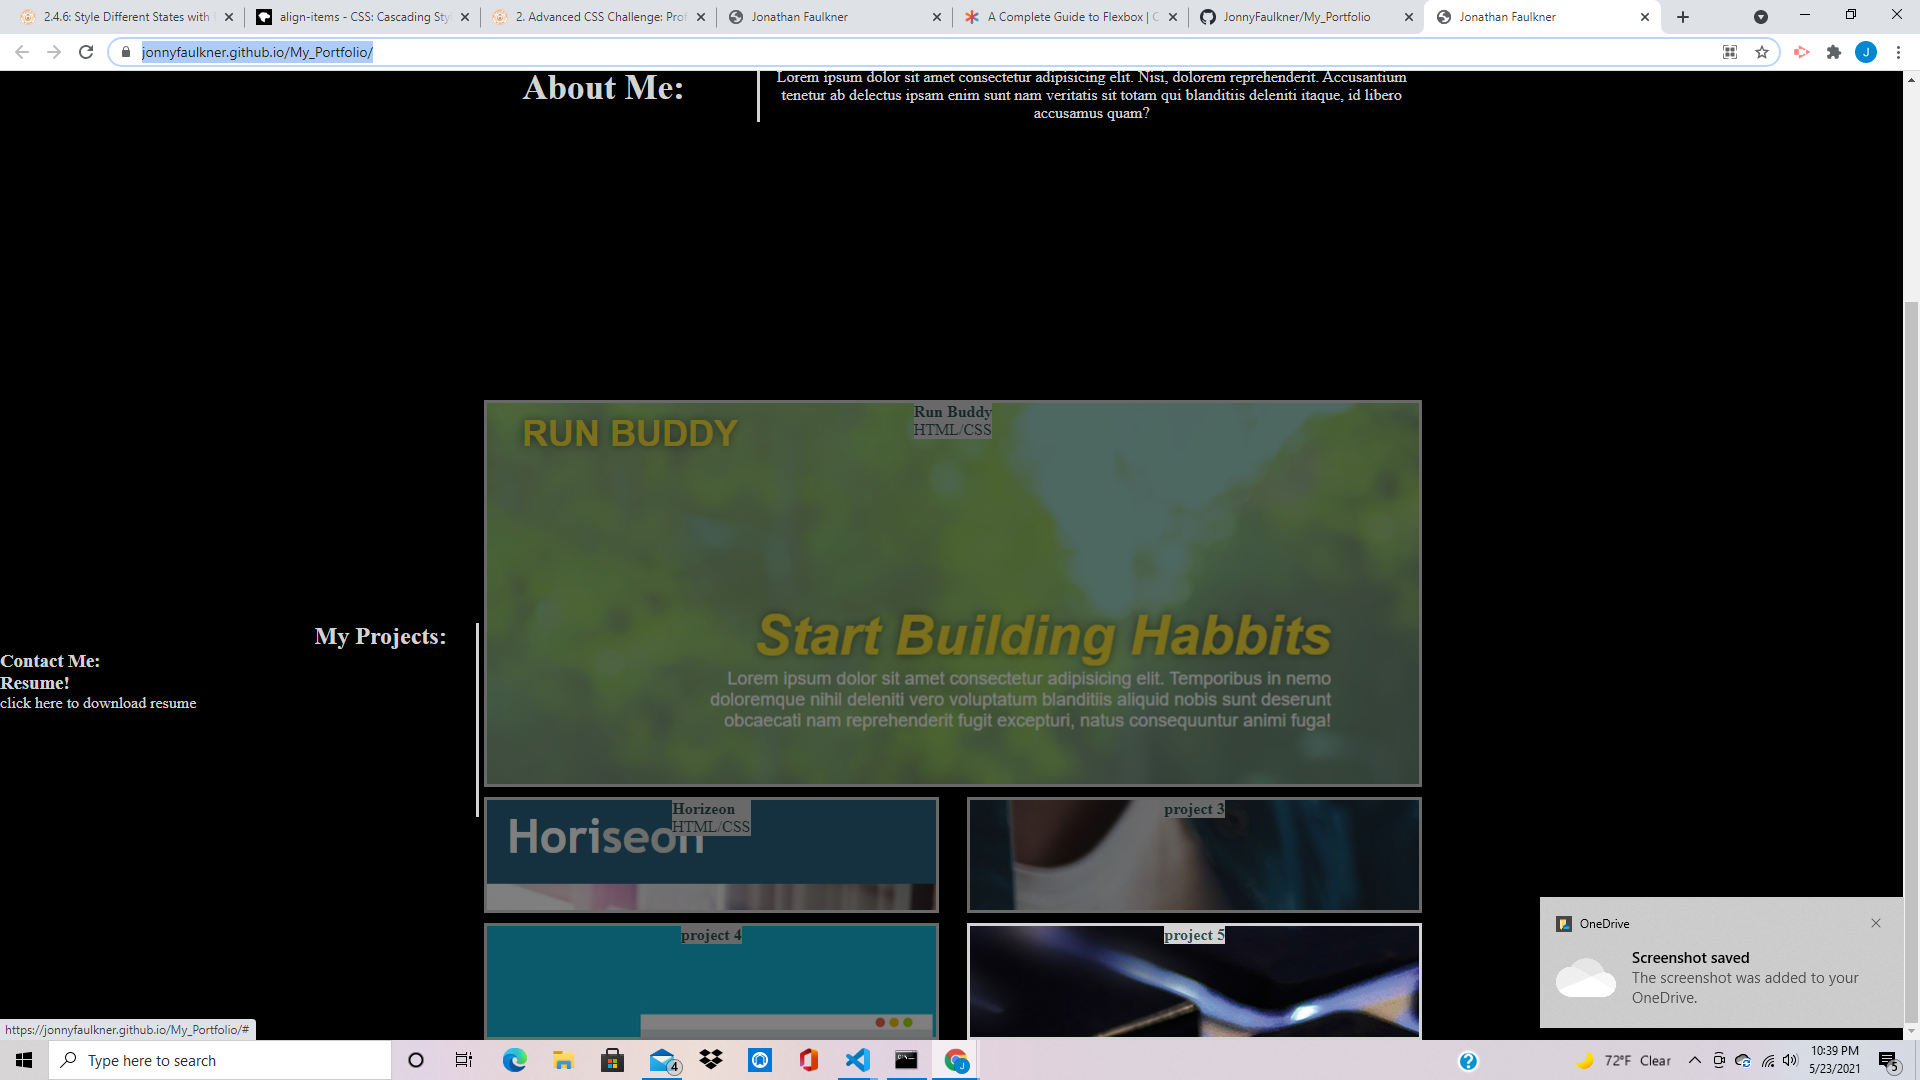 2.4.6: Style Different States with
align-items - CSS: Cascading Sty
2. Advanced CSS Challenge: Prof
Jonathan Faulkner
A Complete Guide to Flexbox | C
JonnyFaulkner/My_Portfolio
Jonathan Faulkner
jonnyfaulkner.github.io/My_Portfolio/
J
About Me:
Lorem ipsum dolor sit amet consectetur adipisicing elit. Nisi, dolorem reprehenderit. Accusantium
tenetur ab delectus ipsam enim sunt nam veritatis sit totam qui blanditiis deleniti itaque, id libero
accusamus quam?
My Projects:
RUN BUDDY
Run Buddy
HTML/CSS
Start Building Habbits
Lorem ipsum dolor sit amet consectetur adipisicing elit. Temporibus in nemo
doloremque nihil deleniti vero voluptatum blanditiis aliquid nobis sunt deserunt
obcaecati nam reprehenderit fugit excepturi, natus consequuntur animi fuga!
Horiseon
Horizeon
HTML/CSS
project 3
project 4
project 5
Contact Me:
Resume!
click here to download resume
OneDrive
Screenshot saved
The screenshot was added to your
OneDrive.
https://jonnyfaulkner.github.io/My_Portfolio/#
Type here to search
4
J
72°F Clear
10:39 PM
5/23/2021
5